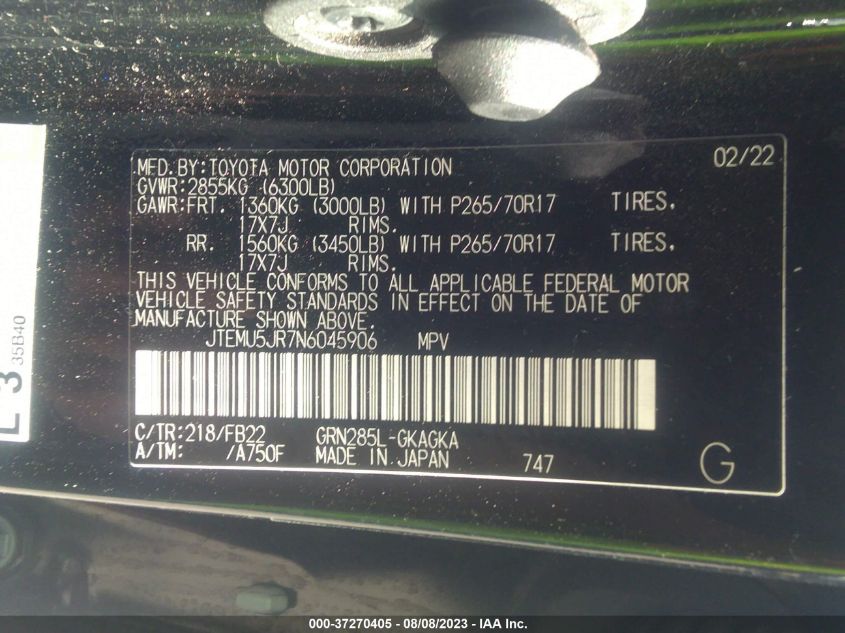 MFD.BY:TOYOTA MOTOR CORPORATION 02/22
GVWR:2855KG (6300LB)
GAWR:FRT. 1360KG (3000LB) WITH P265/70R17 TIRES.
17X7J RIMS.
RR. 1560KG (3450LB) WITH P265/70R17 TIRES.
17X7J RIMS.
THIS VEHICLE CONFORMS TO ALL APPLICABLE FEDERAL MOTOR
VEHICLE SAFETY STANDARDS IN EFFECT ON THE DATE OF
MANUFACTURE SHOWN ABOVE.
JTEMU5JR7N6045906 MPV
C/TR:218/FB22 GRN285L-GKAGKA
A/TM: /A750F MADE IN JAPAN 747 G
L 3
35B40
000-37270405 - 08/08/2023 - IAA Inc.